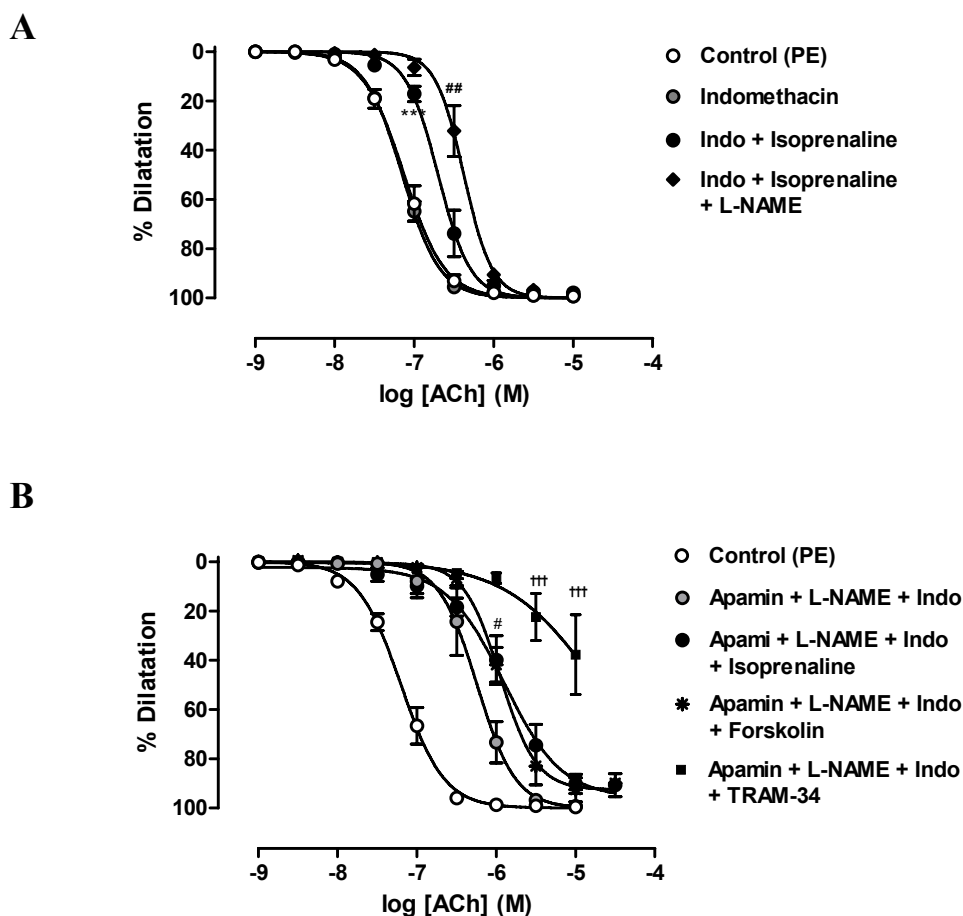 A
0
20
40
60
80
100
% Dilatation
***
##
-9
-8
-7
-6
-5
-4
log [ACh] (M)
Control (PE)
Indomethacin
Indo + Isoprenaline
Indo + Isoprenaline
+ L-NAME
B
0
20
40
60
80
100
% Dilatation
#
†††
†††
-9
-8
-7
-6
-5
-4
log [ACh] (M)
Control (PE)
Apamin + L-NAME + Indo
Apami + L-NAME + Indo
+ Isoprenaline
Apamin + L-NAME + Indo
+ Forskolin
Apamin + L-NAME + Indo
+ TRAM-34